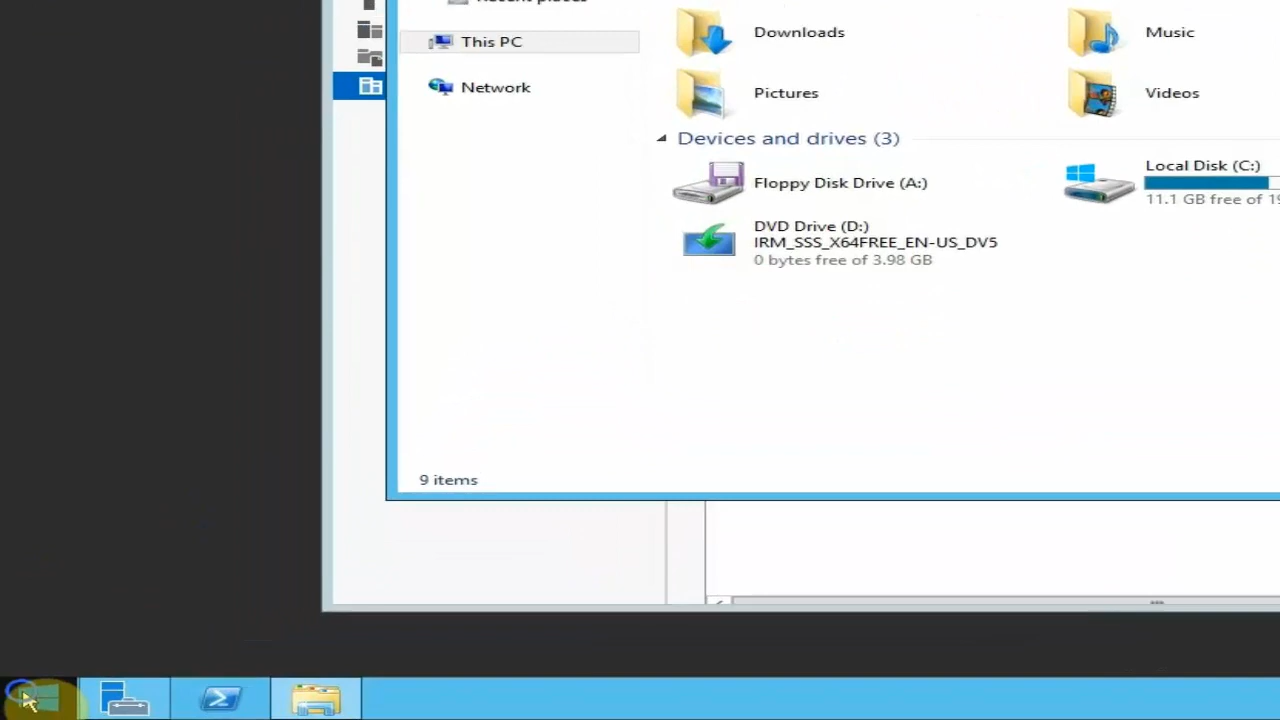 This PC
Network
Downloads
Music
Pictures
Videos
Devices and drives (3)
Floppy Disk Drive (A:)
Local Disk (C:)
11.1 GB free of
DVD Drive (D:)
IRM_SSS_X64FREE_EN-US_DV5
0 bytes free of 3.98 GB
9 items